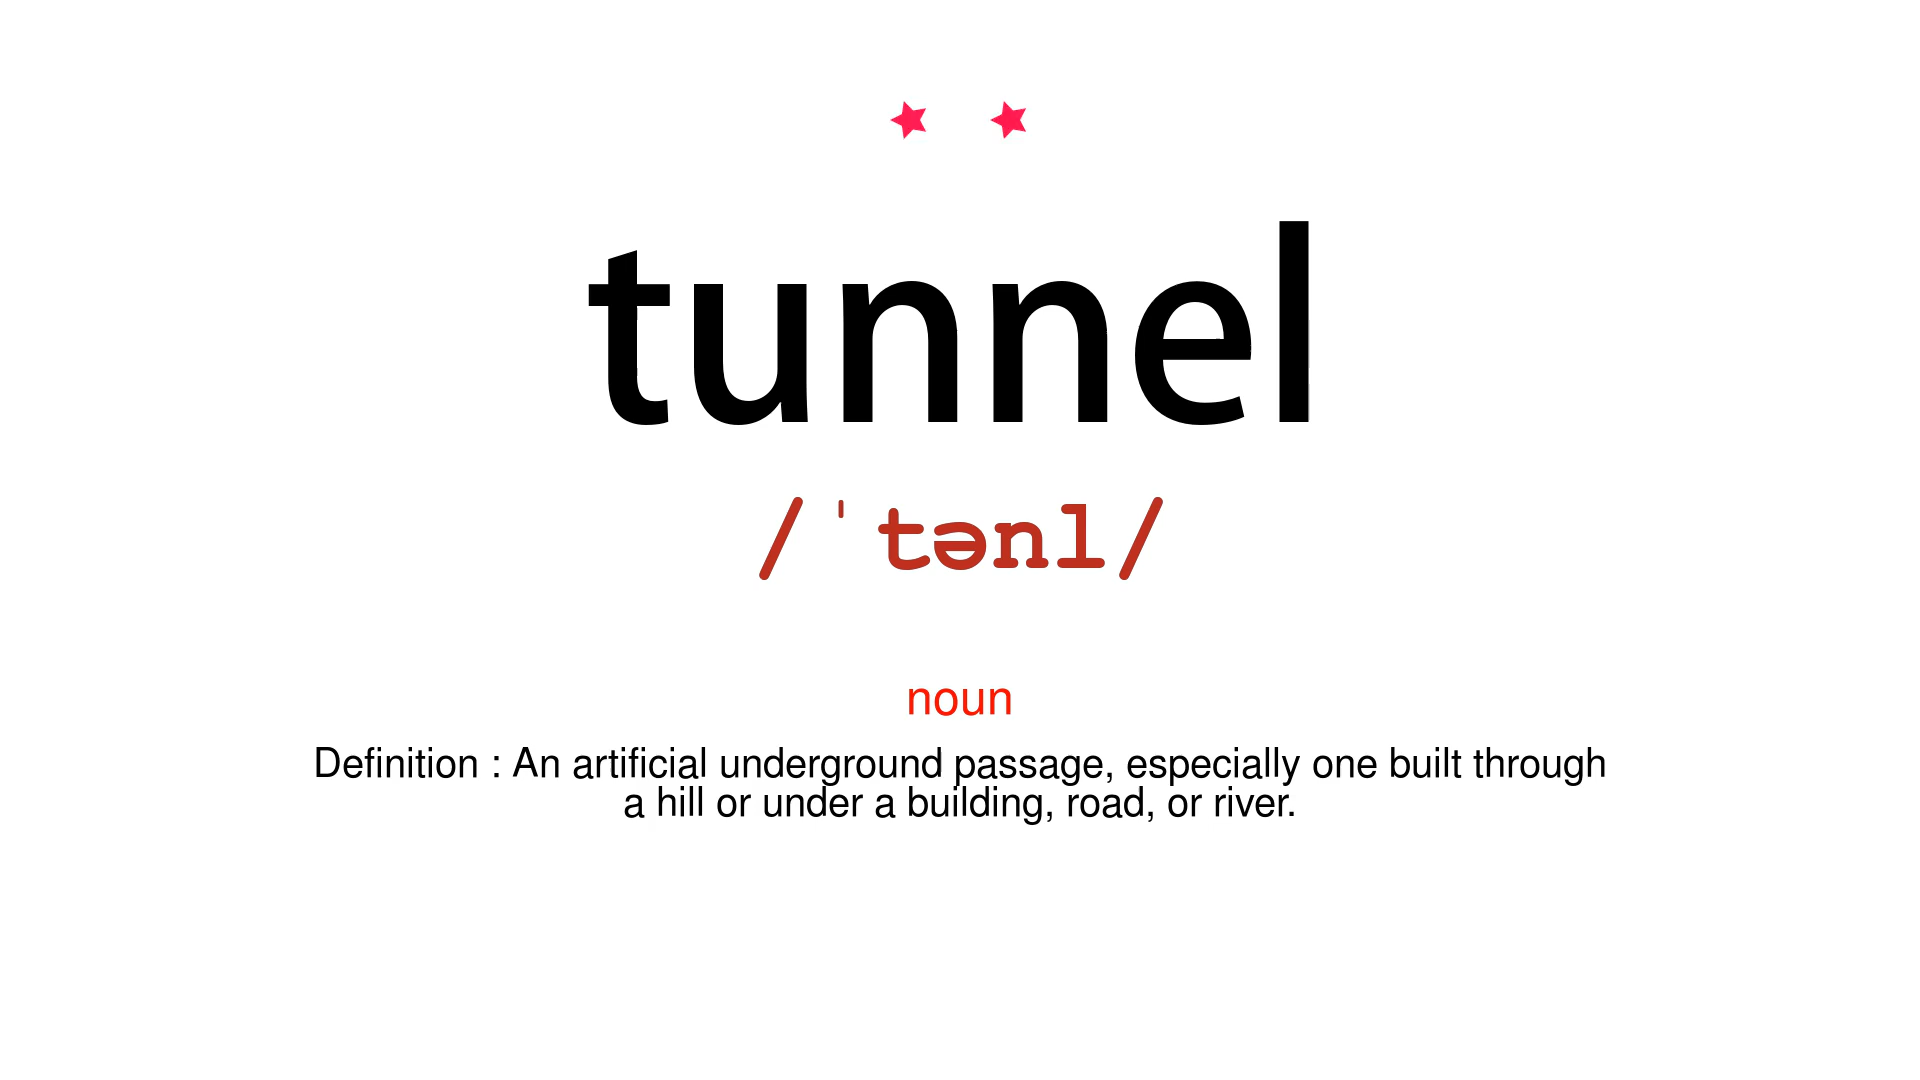 tunnel
/ˈtənl/
noun
Definition : An artificial underground passage, especially one built through
a hill or under a building, road, or river.